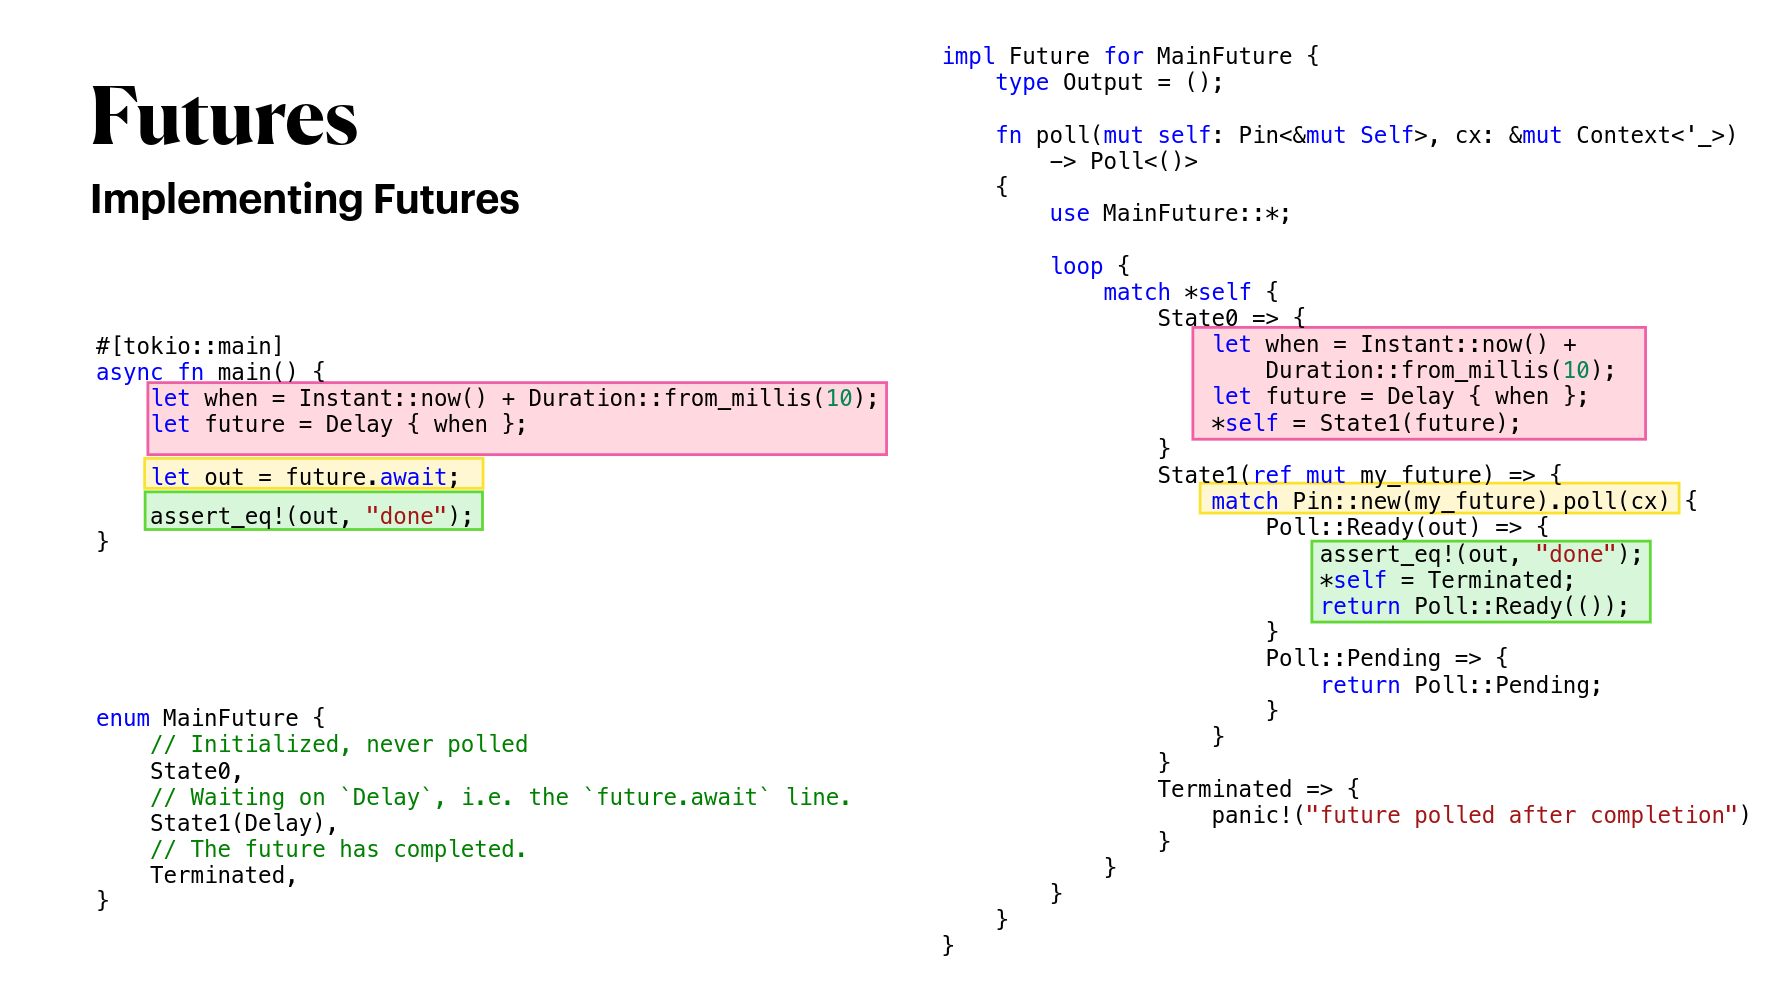 Futures
Implementing Futures
#[tokio::main]
async fn main() {
    let when = Instant::now() + Duration::from_millis(10);
    let future = Delay { when };
    let out = future.await;
    assert_eq!(out, "done");
}
enum MainFuture {
    // Initialized, never polled
    State0,
    // Waiting on `Delay`, i.e. the `future.await` line.
    State1(Delay),
    // The future has completed.
    Terminated,
}
impl Future for MainFuture {
    type Output = ();
    fn poll(mut self: Pin<&mut Self>, cx: &mut Context<'_>)
        -> Poll<()>
    {
        use MainFuture::*;
        loop {
            match *self {
                State0 => {
                    let when = Instant::now() +
                        Duration::from_millis(10);
                    let future = Delay { when };
                    *self = State1(future);
                }
                State1(ref mut my_future) => {
                    match Pin::new(my_future).poll(cx) {
                        Poll::Ready(out) => {
                            assert_eq!(out, "done");
                            *self = Terminated;
                            return Poll::Ready(());
                        }
                        Poll::Pending => {
                            return Poll::Pending;
                        }
                    }
                }
                Terminated => {
                    panic!("future polled after completion")
                }
            }
        }
    }
}